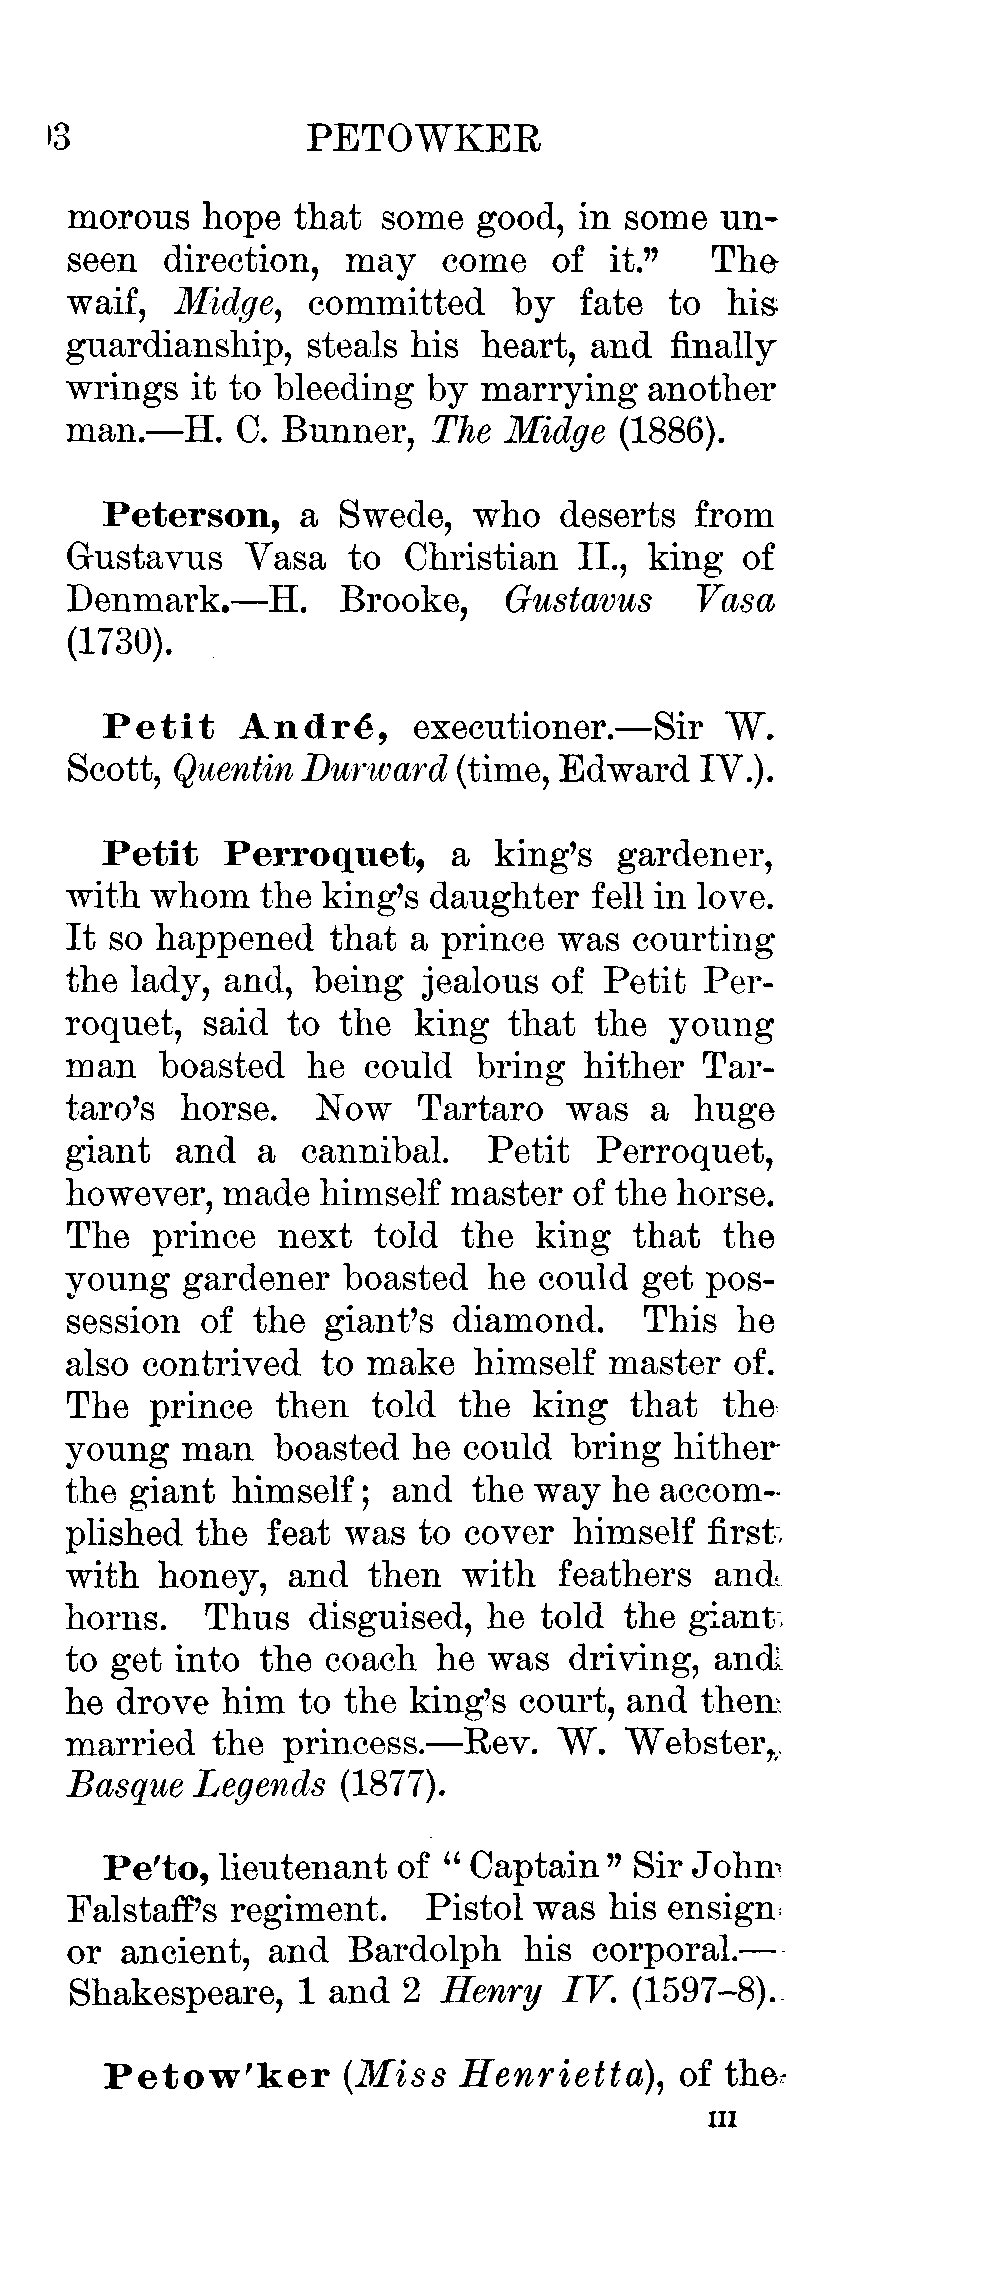 3 PETOWKER
morous hope that some good, in some un-
seen direction, may come of it.” The
waif, Midge, committed by fate to his
guardianship, steals his heart, and finally
wrings it to bleeding by marrying another
man.—H. C. Bunner, The Midge (1886).
Peterson, a Swede, who deserts from
Gustavus Vasa to Christian II., king of
Denmark.—H. Brooke, Gustavus Vasa
(1730).
Petit André, executioner.—Sir W.
Scott, Quentin Durward (time, Edward IV.).
Petit Perroquet, a king’s gardener,
with whom the king’s daughter fell in love.
It so happened that a prince was courting
the lady, and, being jealous of Petit Per-
roquet, said to the king that the young
man boasted he could bring hither Tar-
taro’s horse. Now Tartaro was a huge
giant and a cannibal. Petit Perroquet,
however, made himself master of the horse.
The prince next told the king that the
young gardener boasted he could get pos-
session of the giant’s diamond. This he
also contrived to make himself master of.
The prince then told the king that the
young man boasted he could bring hither
the giant himself; and the way he accom-
plished the feat was to cover himself first
with honey, and then with feathers and
horns. Thus disguised, he told the giant
to get into the coach he was driving, and
he drove him to the king’s court, and then
married the princess.—Rev. W. Webster,
Basque Legends (1877).
Pe′to, lieutenant of “Captain” Sir John
Falstaff’s regiment. Pistol was his ensign
or ancient, and Bardolph his corporal.—
Shakespeare, 1 and 2 Henry IV. (1597–8).
Petow′ker (Miss Henrietta), of the
III